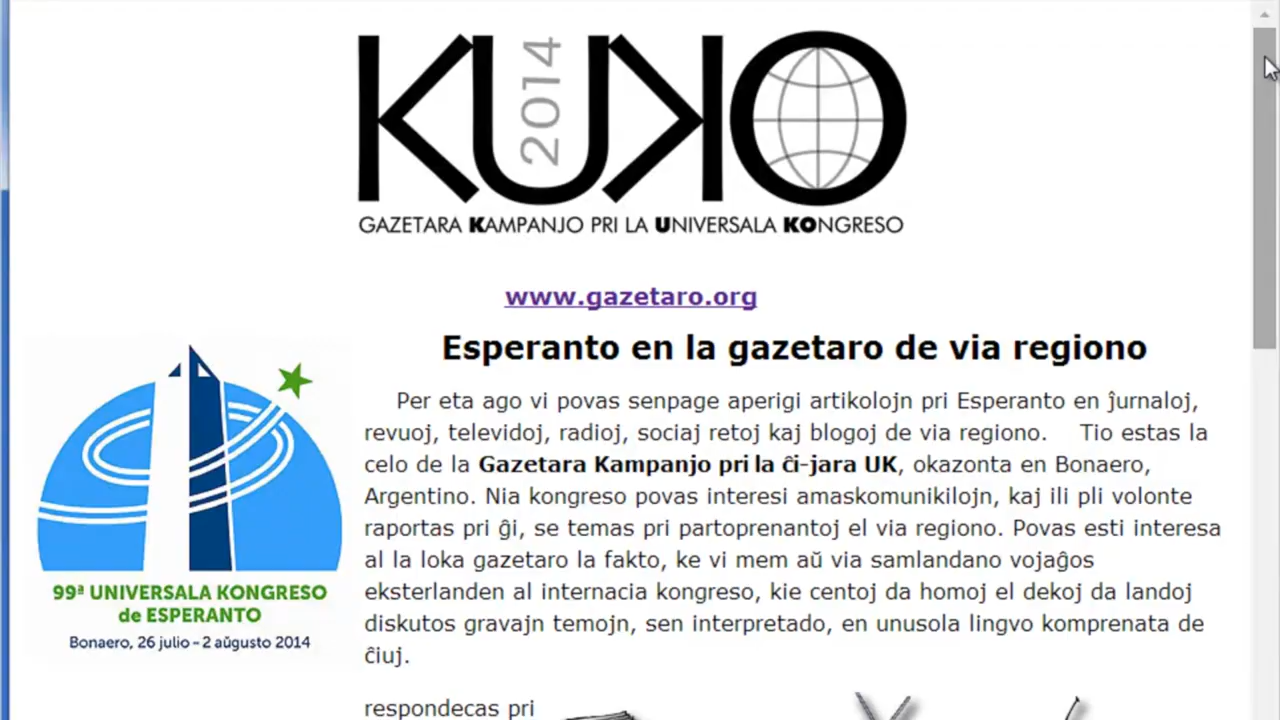 KUKO
2014
GAZETARA KAMPANJO PRI LA UNIVERSALA KONGRESO
www.gazetaro.org
Esperanto en la gazetaro de via regiono
Per eta ago vi povas senpage aperigi artikolojn pri Esperanto en ĵurnaloj,
revuoj, televidoj, radioj, sociaj retoj kaj blogoj de via regiono. Tio estas la
celo de la Gazetara Kampanjo pri la ĉi-jara UK, okazonta en Bonaero,
Argentino. Nia kongreso povas interesi amaskomunikilojn, kaj ili pli volonte
raportas pri ĝi, se temas pri partoprenantoj el via regiono. Povas esti interesa
al la loka gazetaro la fakto, ke vi mem aŭ via samlandano vojaĝos
eksterlanden al internacia kongreso, kie centoj da homoj el dekoj da landoj
diskutos gravajn temojn, sen interpretado, en unusola lingvo komprenata de
ĉiuj.
99ª UNIVERSALA KONGRESO
de ESPERANTO
Bonaero, 26 julio - 2 aŭgusto 2014
respondecas pri